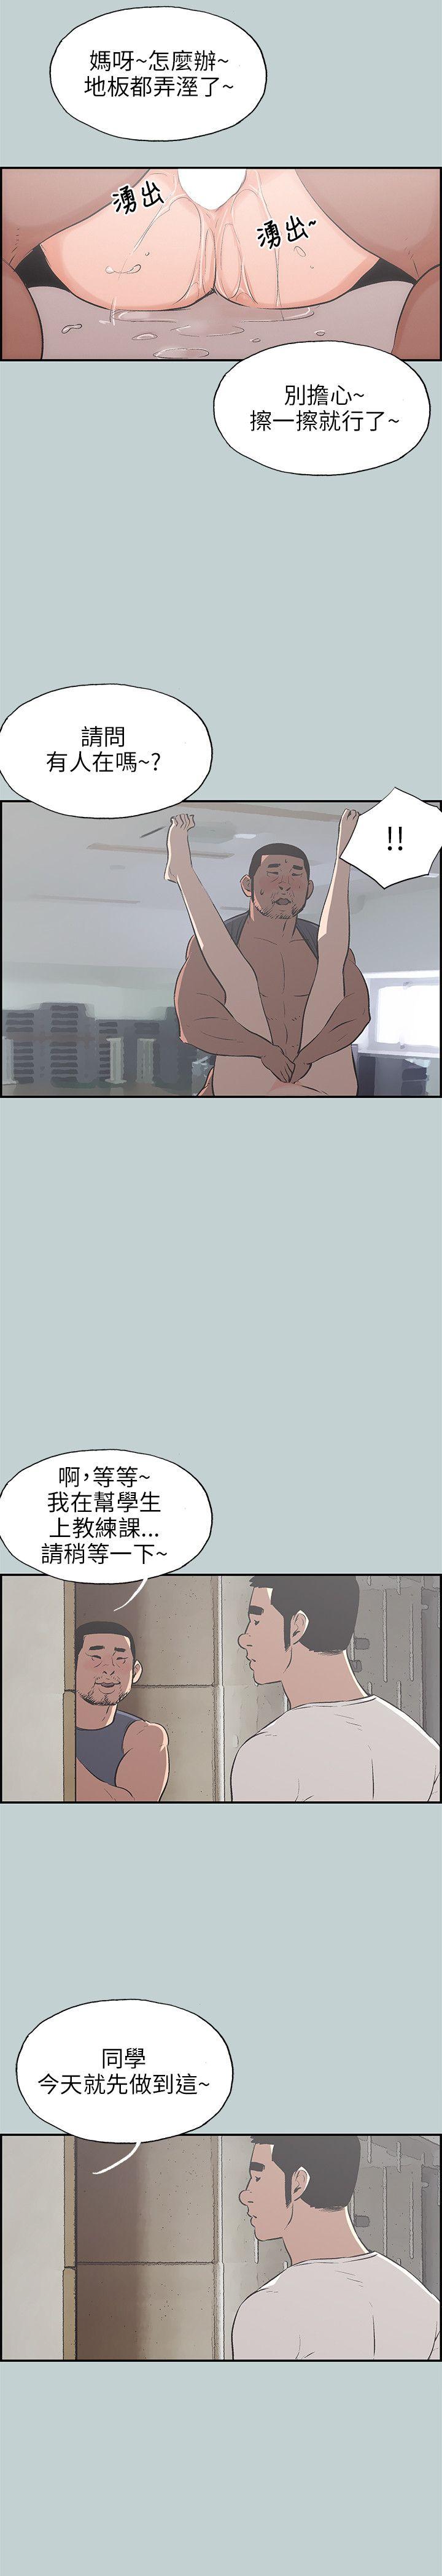 媽呀~怎麼辦~
地板都弄溼了~
湧出
湧出~
別擔心~
擦一擦就行了~
請問
有人在嗎~?
!!
啊,等等~
我在幫學生
上教練課...
請稍等一下~
同學
今天就先做到這~